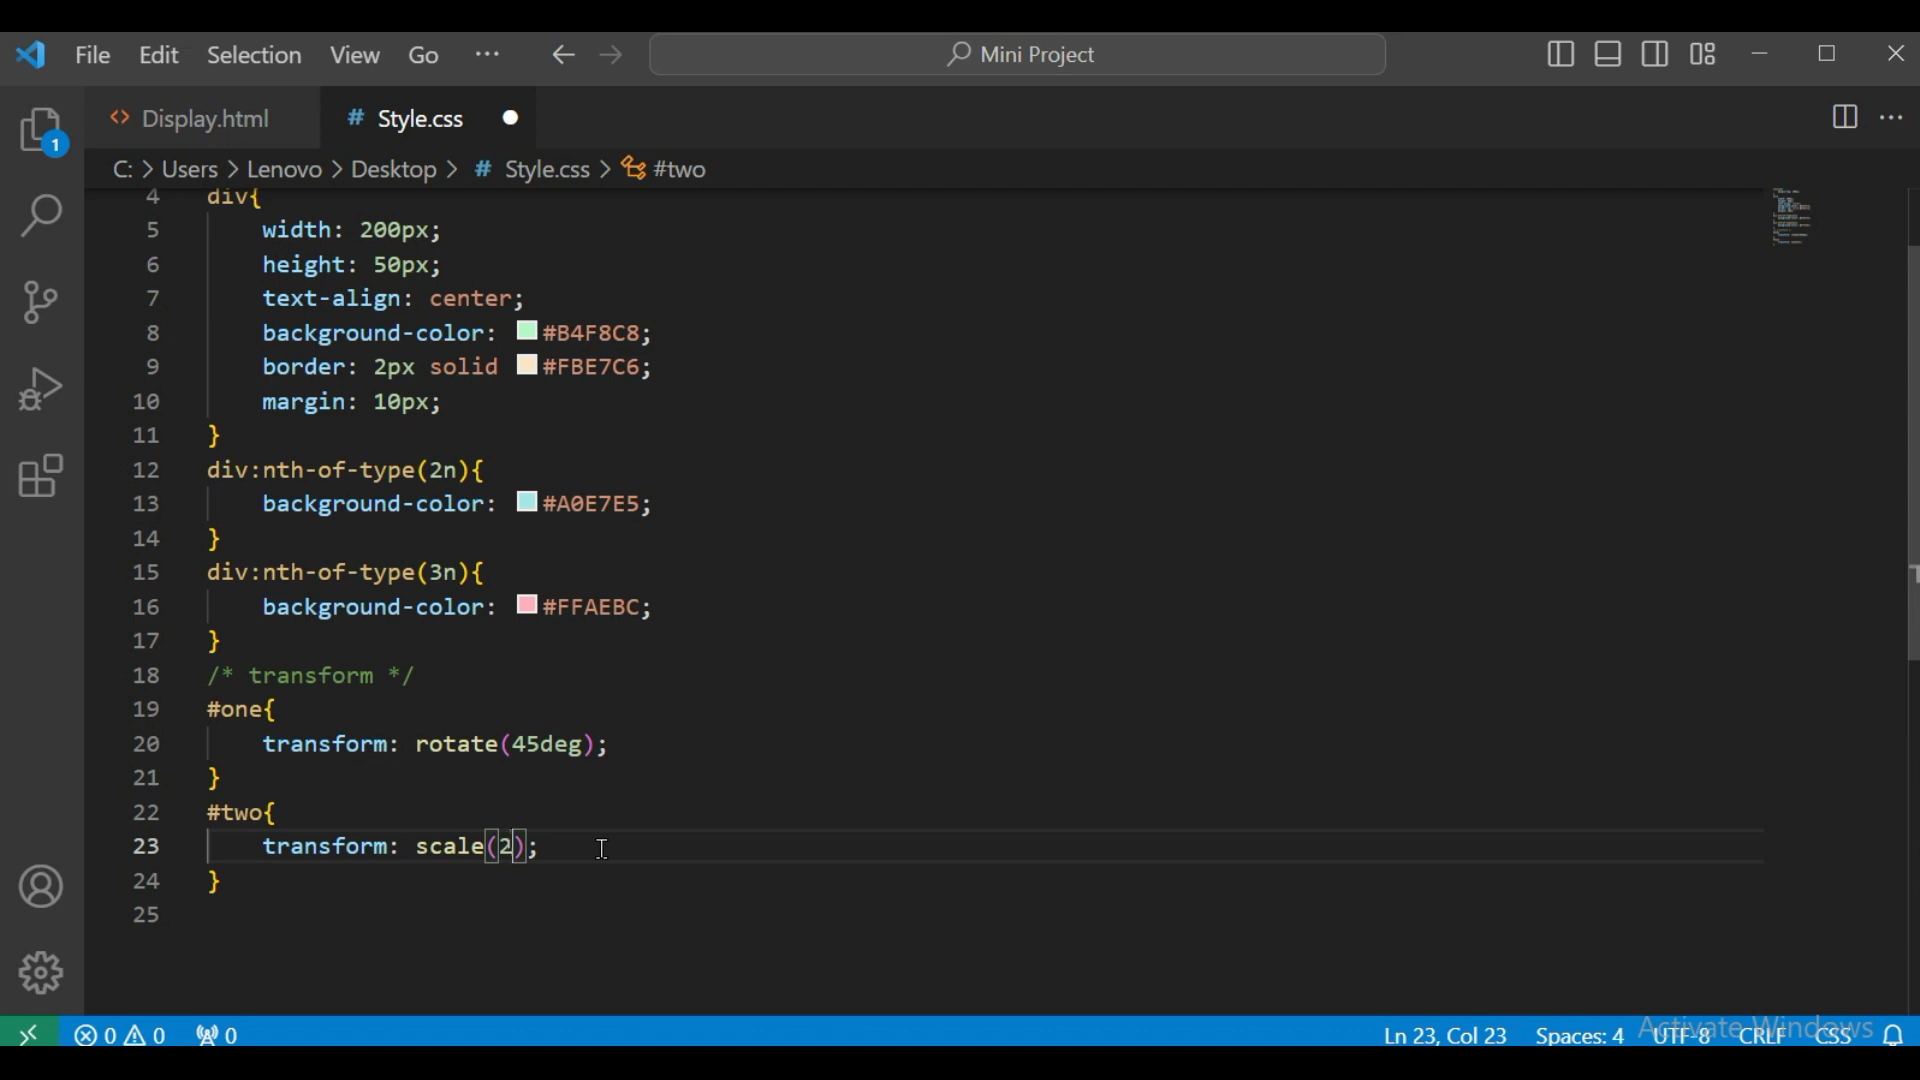 File Edit Selection View Go ··· Mini Project
Display.html # Style.css
C: > Users > Lenovo > Desktop > # Style.css > #two
4 div{
5 width: 200px;
6 height: 50px;
7 text-align: center;
8 background-color: #B4F8C8;
9 border: 2px solid #FBE7C6;
10 margin: 10px;
11 }
12 div:nth-of-type(2n){
13 background-color: #A0E7E5;
14 }
15 div:nth-of-type(3n){
16 background-color: #FFAEBC;
17 }
18 /* transform */
19 #one{
20 transform: rotate(45deg);
21 }
22 #two{
23 transform: scale(2);
24 }
25
1
0 0 0 Ln 23, Col 23 Spaces: 4 UTF-8 CRLF CSS
Activate Windows